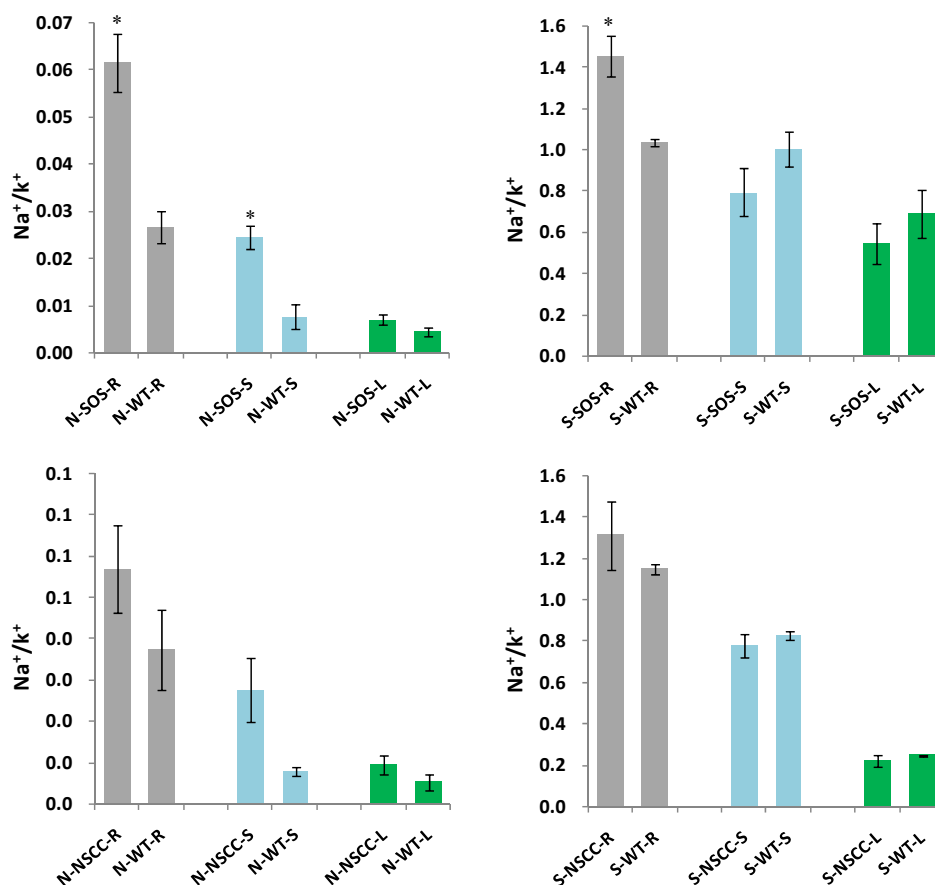 *
0.07
0.06
0.05
0.04
0.03
0.02
0.01
0.00
Na⁺/k⁺
*
N-SOS-R
N-WT-R
N-SOS-S
N-WT-S
N-SOS-L
N-WT-L
*
1.6
1.4
1.2
1.0
0.8
0.6
0.4
0.2
0.0
Na⁺/k⁺
S-SOS-R
S-WT-R
S-SOS-S
S-WT-S
S-SOS-L
S-WT-L
0.1
0.1
0.1
0.1
0.0
0.0
0.0
0.0
0.0
Na⁺/k⁺
N-NSCC-R
N-WT-R
N-NSCC-S
N-WT-S
N-NSCC-L
N-WT-L
1.6
1.4
1.2
1.0
0.8
0.6
0.4
0.2
0.0
Na⁺/k⁺
S-NSCC-R
S-WT-R
S-NSCC-S
S-WT-S
S-NSCC-L
S-WT-L